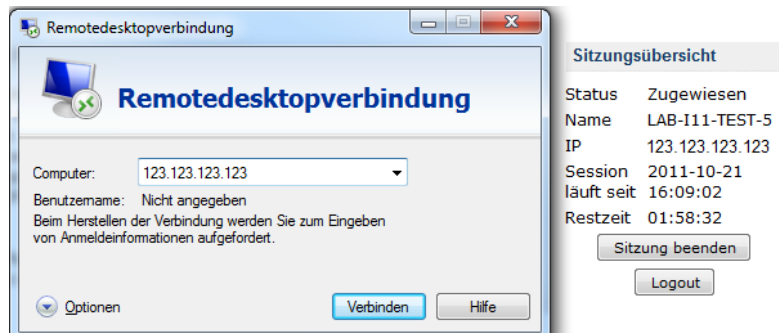 Remotedesktopverbindung
Remotedesktopverbindung
Computer: 123.123.123.123
Benutzername: Nicht angegeben
Beim Herstellen der Verbindung werden Sie zum Eingeben
von Anmeldeinformationen aufgefordert.
Optionen
Verbinden
Hilfe
Sitzungsübersicht
Status Zugewiesen
Name LAB-I11-TEST-5
IP 123.123.123.123
Session 2011-10-21
läuft seit 16:09:02
Restzeit 01:58:32
Sitzung beenden
Logout